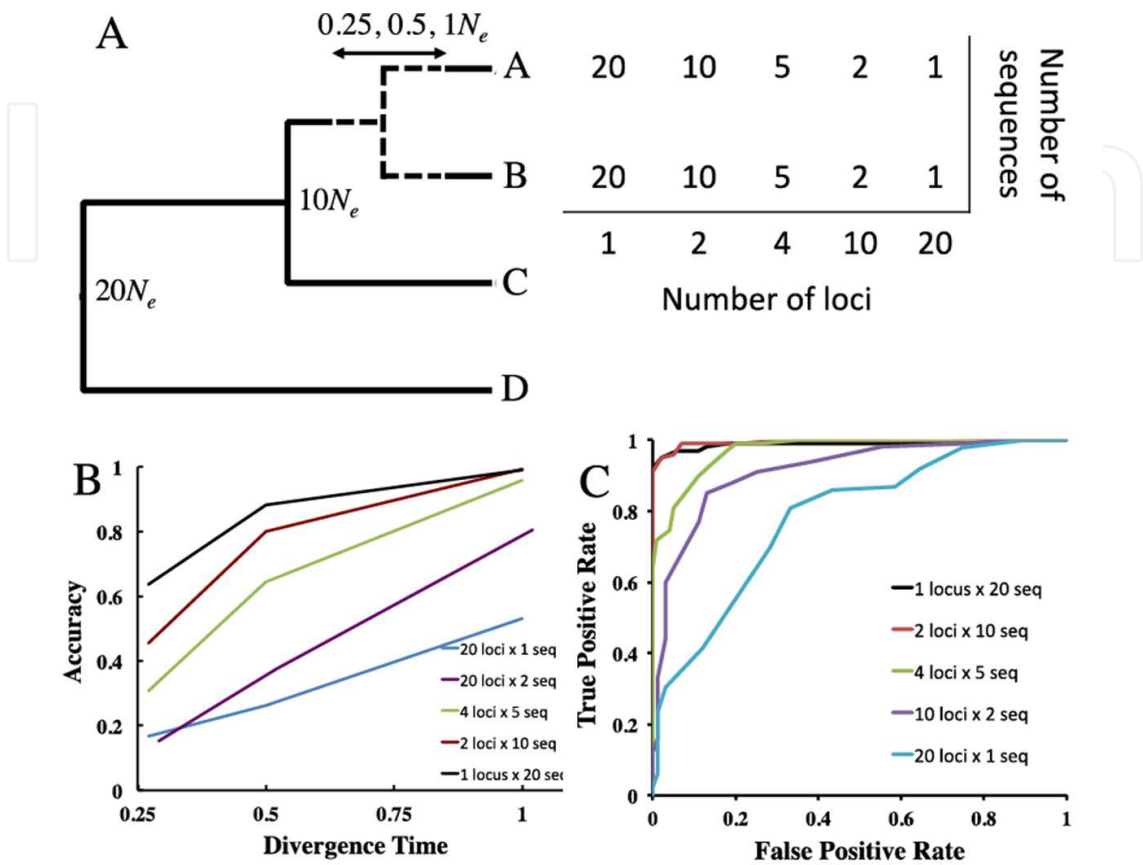 A
0.25, 0.5, 1Ne
A
B
C
D
10Ne
20Ne
20 10 5 2 1
20 10 5 2 1
1 2 4 10 20
Number of loci
Number of
sequences
B
1
0.8
0.6
0.4
0.2
0
0.25 0.5 0.75 1
Accuracy
Divergence Time
20 loci x 1 seq
20 loci x 2 seq
4 loci x 5 seq
2 loci x 10 seq
1 locus x 20 seq
C
1
0.8
0.6
0.4
0.2
0
0 0.2 0.4 0.6 0.8 1
True Positive Rate
False Positive Rate
1 locus x 20 seq
2 loci x 10 seq
4 loci x 5 seq
10 loci x 2 seq
20 loci x 1 seq